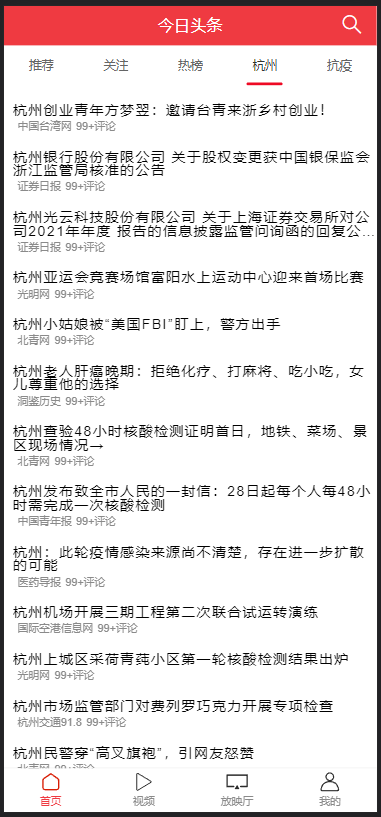 今日头条
推荐 关注 热榜 杭州 抗疫
杭州创业青年方梦翌：邀请台青来浙乡村创业！
中国台湾网 99+评论
杭州银行股份有限公司 关于股权变更获中国银保监会
浙江监管局核准的公告
证券日报 99+评论
杭州光云科技股份有限公司 关于上海证券交易所对公
司2021年年度 报告的信息披露监管问询函的回复公...
证券日报 99+评论
杭州亚运会竞赛场馆富阳水上运动中心迎来首场比赛
光明网 99+评论
杭州小姑娘被“美国FBI”盯上，警方出手
北青网 99+评论
杭州老人肝癌晚期：拒绝化疗、打麻将、吃小吃，女
儿尊重他的选择
洞鉴历史 99+评论
杭州查验48小时核酸检测证明首日，地铁、菜场、景
区现场情况→
北青网 99+评论
杭州发布致全市人民的一封信：28日起每个人每48小
时需完成一次核酸检测
中国青年报 99+评论
杭州：此轮疫情感染来源尚不清楚，存在进一步扩散
的可能
医药导报 99+评论
杭州机场开展三期工程第二次联合试运转演练
国际空港信息网 99+评论
杭州上城区采荷青莼小区第一轮核酸检测结果出炉
光明网 99+评论
杭州市场监管部门对费列罗巧克力开展专项检查
杭州交通91.8 99+评论
杭州民警穿“高叉旗袍”，引网友怒赞
北青网 99+评论
首页 视频 放映厅 我的